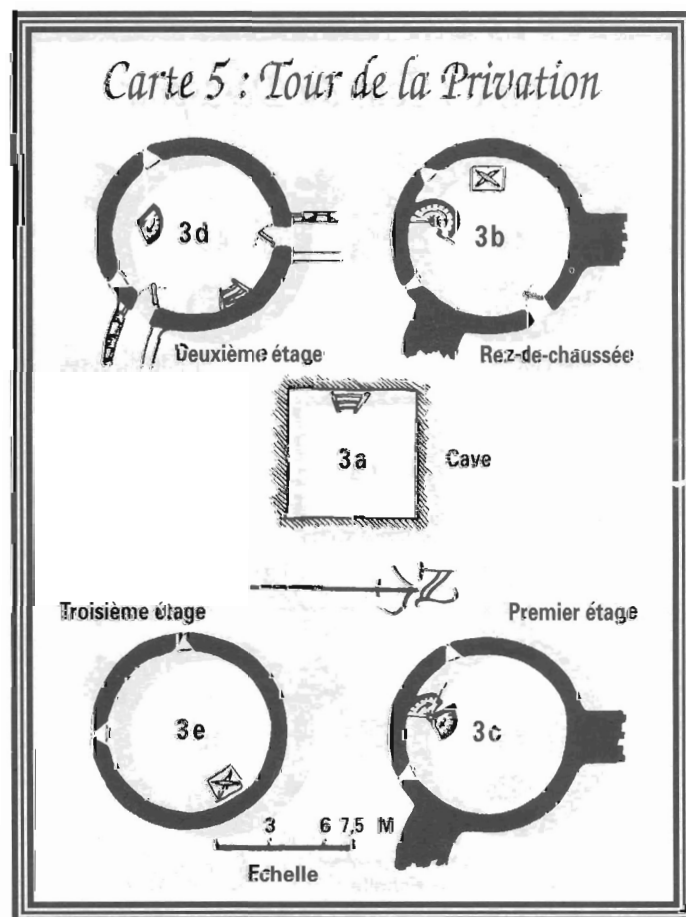 Carte 5 : Tour de la Privation
3d
3b
Deuxième étage
Rez-de-chaussée
3a
Cave
Troisième étage
Premier étage
3e
3c
3 6 7,5 M
Echelle